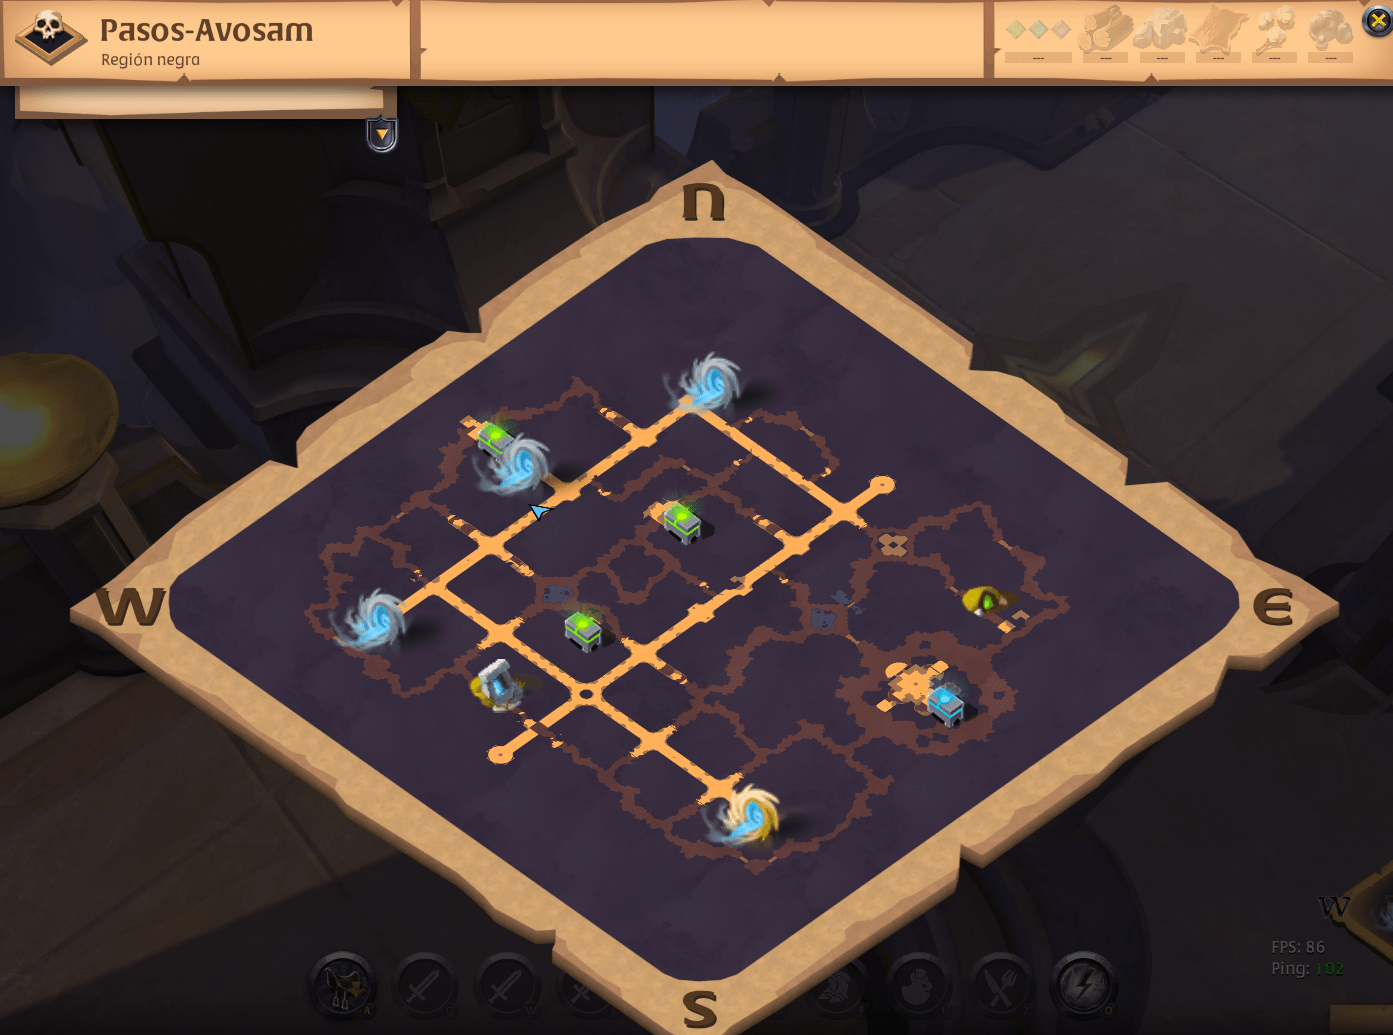 Pasos-Avosam
Región negra
--- --- --- --- ---
N
W
E
S
W
FPS: 86
Ping: 102
A